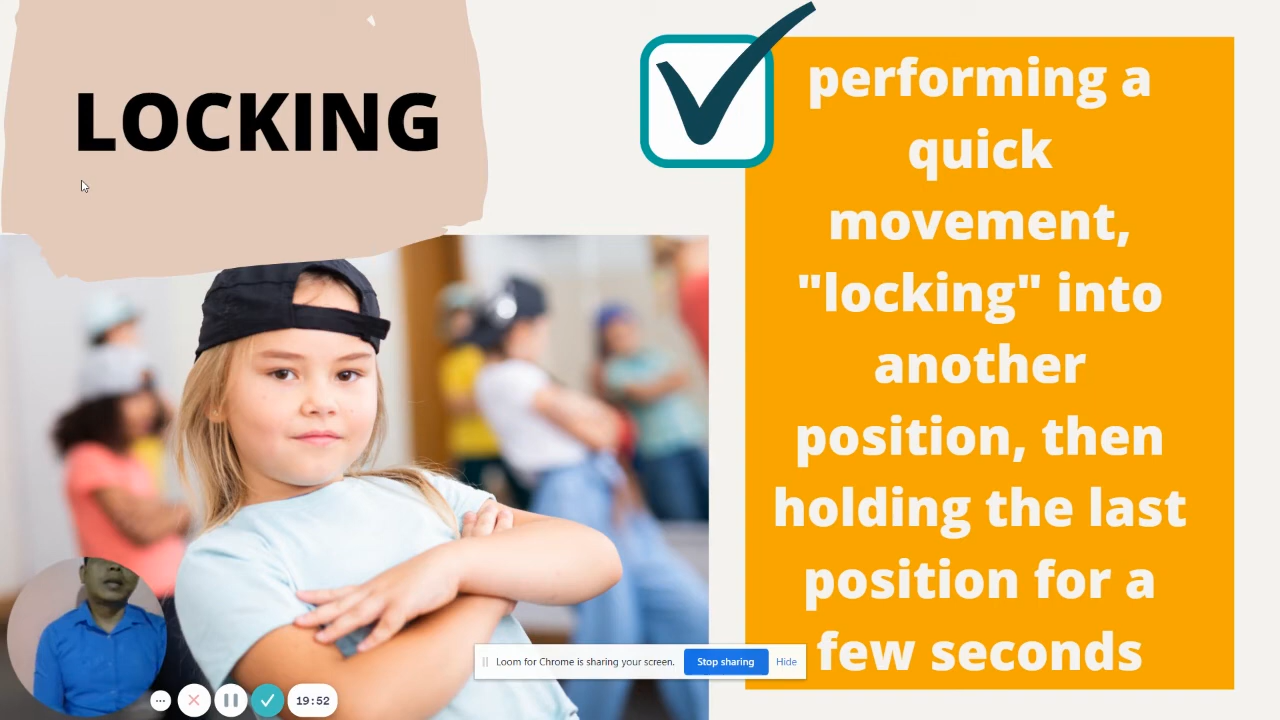 LOCKING
performing a
quick
movement,
"locking" into
another
position, then
holding the last
position for a
few seconds
Loom for Chrome is sharing your screen.
Stop sharing
Hide
19:52